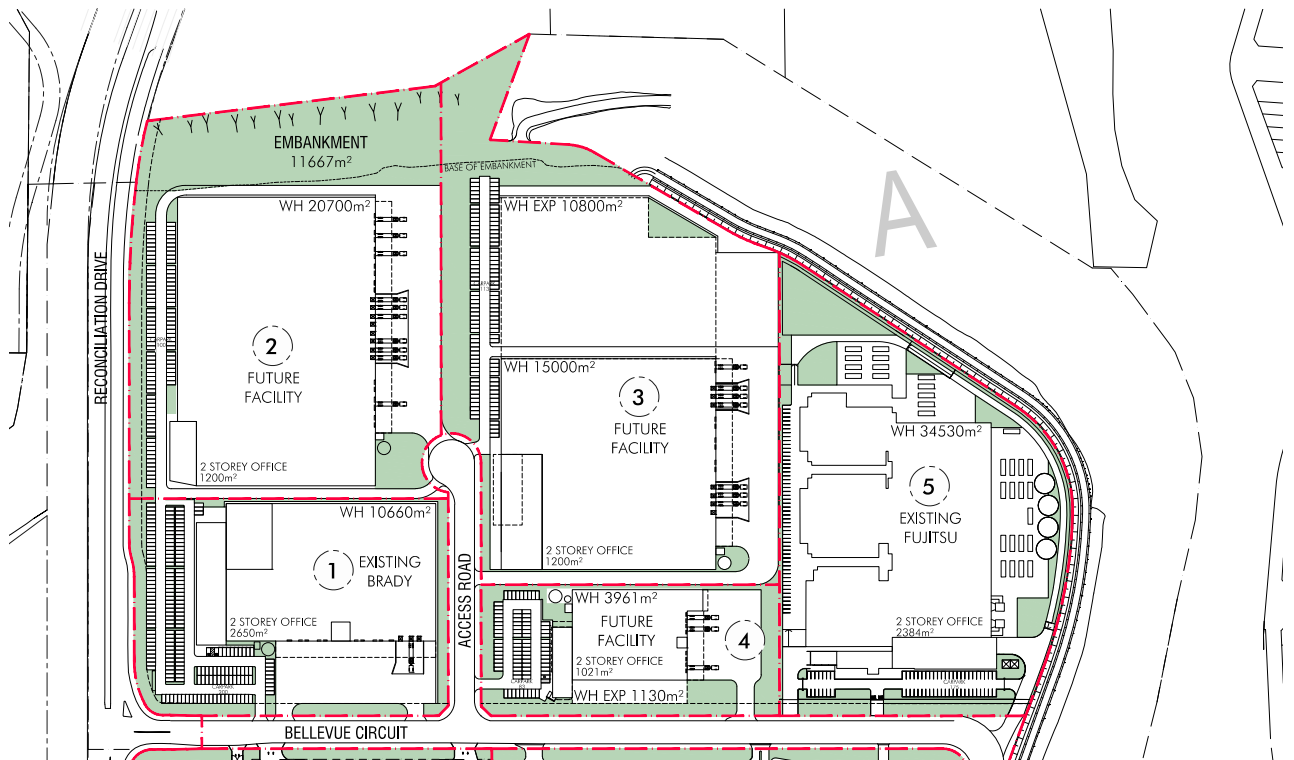 EMBANKMENT
11667m²
BASE OF EMBANKMENT
A
RECONCILIATION DRIVE
WH 20700m²
2
FUTURE
FACILITY
2 STOREY OFFICE
1200m²
WH EXP 10800m²
WH 15000m²
3
FUTURE
FACILITY
2 STOREY OFFICE
1200m²
WH 10660m²
1
EXISTING
BRADY
2 STOREY OFFICE
2650m²
CARPARK
ACCESS ROAD
WH 3961m²
FUTURE
FACILITY
4
2 STOREY OFFICE
1021m²
WH EXP 1130m²
CARPARK
WH 34530m²
5
EXISTING
FUJITSU
2 STOREY OFFICE
2384m²
CARPARK
BELLEVUE CIRCUIT